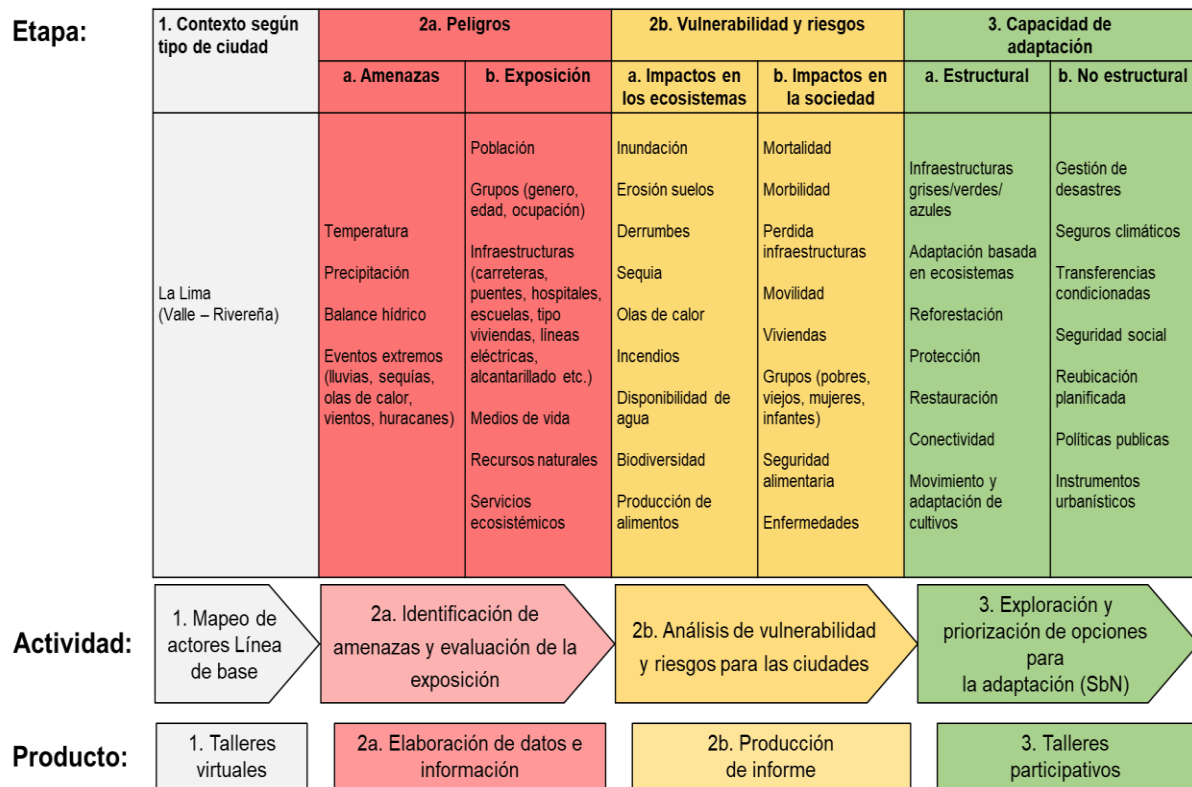 Etapa:
1. Contexto según
tipo de ciudad
2a. Peligros
2b. Vulnerabilidad y riesgos
3. Capacidad de
adaptación
a. Amenazas
b. Exposición
a. Impactos en
los ecosistemas
b. Impactos en
la sociedad
a. Estructural
b. No estructural
La Lima
(Valle – Rivereña)
Temperatura
Precipitación
Balance hídrico
Eventos extremos
(lluvias, sequías,
olas de calor,
vientos, huracanes)
Población
Grupos (genero,
edad, ocupación)
Infraestructuras
(carreteras,
puentes, hospitales,
escuelas, tipo
viviendas, líneas
eléctricas,
alcantarillado etc.)
Medios de vida
Recursos naturales
Servicios
ecosistémicos
Inundación
Erosión suelos
Derrumbes
Sequia
Olas de calor
Incendios
Disponibilidad de
agua
Biodiversidad
Producción de
alimentos
Mortalidad
Morbilidad
Perdida
infraestructuras
Movilidad
Viviendas
Grupos (pobres,
viejos, mujeres,
infantes)
Seguridad
alimentaria
Enfermedades
Infraestructuras
grises/verdes/
azules
Adaptación basada
en ecosistemas
Reforestación
Protección
Restauración
Conectividad
Movimiento y
adaptación de
cultivos
Gestión de
desastres
Seguros climáticos
Transferencias
condicionadas
Seguridad social
Reubicación
planificada
Políticas publicas
Instrumentos
urbanísticos
Actividad:
1. Mapeo de
actores Línea
de base
2a. Identificación de
amenazas y evaluación de la
exposición
2b. Análisis de vulnerabilidad
y riesgos para las ciudades
3. Exploración y
priorización de opciones
para
la adaptación (SbN)
Producto:
1. Talleres
virtuales
2a. Elaboración de datos e
información
2b. Producción
de informe
3. Talleres
participativos